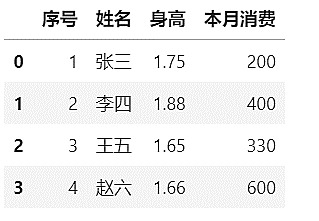 序号 姓名 身高 本月消费
0 1 张三 1.75 200
1 2 李四 1.88 400
2 3 王五 1.65 330
3 4 赵六 1.66 600